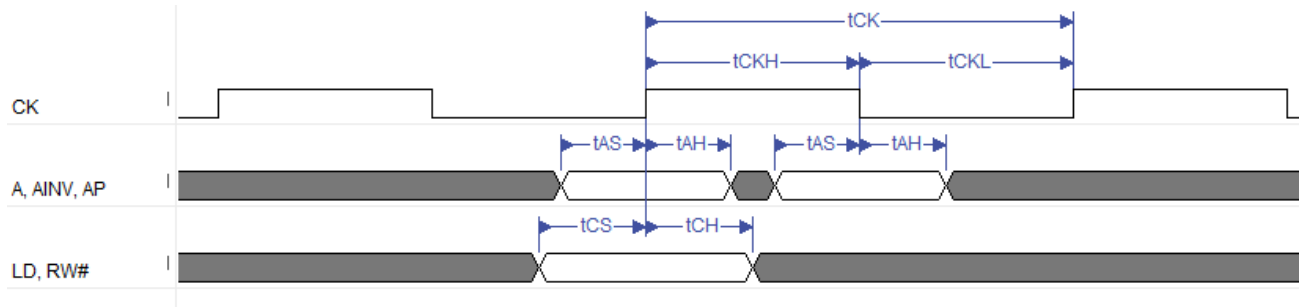 tCK
tCKH tCKL
CK
tAS tAH tAS tAH
A, AINV, AP
tCS tCH
LD, RW#